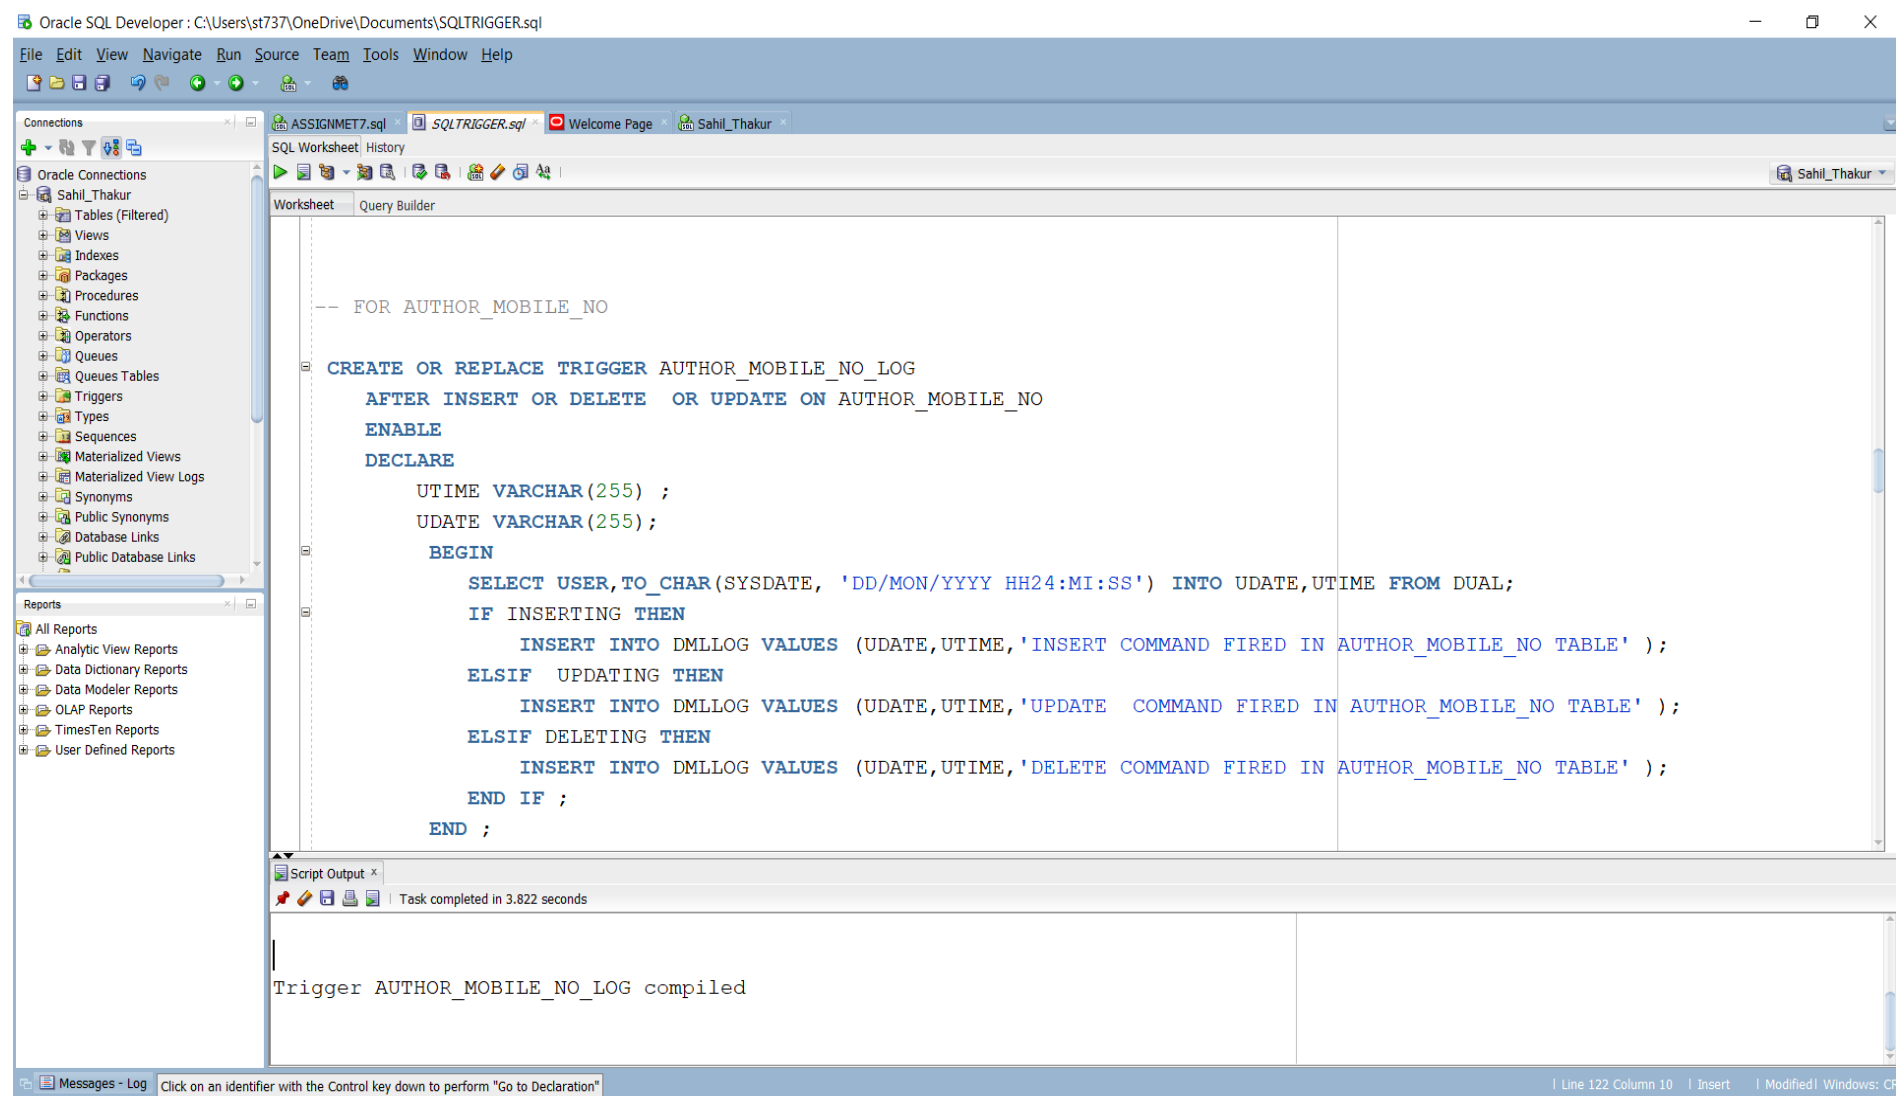 Oracle SQL Developer : C:\Users\st737\OneDrive\Documents\SQLTRIGGER.sql
File Edit View Navigate Run Source Team Tools Window Help
Connections
ASSIGNMET7.sql
SQLTRIGGER.sql
Welcome Page
Sahil_Thakur
SQL Worksheet History
Sahil_Thakur
Worksheet Query Builder
Oracle Connections
Sahil_Thakur
Tables (Filtered)
Views
Indexes
Packages
Procedures
Functions
Operators
Queues
Queues Tables
Triggers
Types
Sequences
Materialized Views
Materialized View Logs
Synonyms
Public Synonyms
Database Links
Public Database Links
Reports
All Reports
Analytic View Reports
Data Dictionary Reports
Data Modeler Reports
OLAP Reports
TimesTen Reports
User Defined Reports
-- FOR AUTHOR_MOBILE_NO
CREATE OR REPLACE TRIGGER AUTHOR_MOBILE_NO_LOG
AFTER INSERT OR DELETE  OR UPDATE ON AUTHOR_MOBILE_NO
ENABLE
DECLARE
UTIME VARCHAR(255) ;
UDATE VARCHAR(255);
BEGIN
SELECT USER,TO_CHAR(SYSDATE, 'DD/MON/YYYY HH24:MI:SS') INTO UDATE,UTIME FROM DUAL;
IF INSERTING THEN
INSERT INTO DMLLOG VALUES (UDATE,UTIME,'INSERT COMMAND FIRED IN AUTHOR_MOBILE_NO TABLE' );
ELSIF  UPDATING THEN
INSERT INTO DMLLOG VALUES (UDATE,UTIME,'UPDATE  COMMAND FIRED IN AUTHOR_MOBILE_NO TABLE' );
ELSIF DELETING THEN
INSERT INTO DMLLOG VALUES (UDATE,UTIME,'DELETE COMMAND FIRED IN AUTHOR_MOBILE_NO TABLE' );
END IF ;
END ;
Script Output
Task completed in 3.822 seconds
Trigger AUTHOR_MOBILE_NO_LOG compiled
Messages - Log
Click on an identifier with the Control key down to perform "Go to Declaration"
Line 122 Column 10 | Insert | Modified | Windows: CR